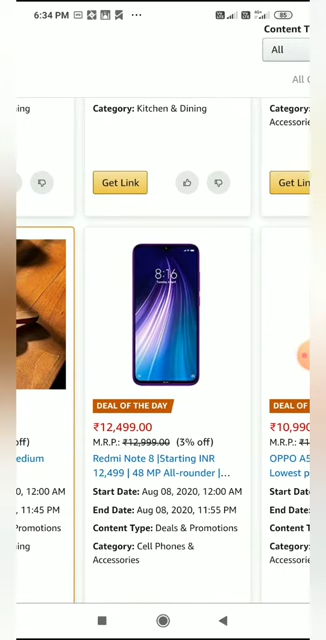 6:34 PM
85
Content T
All
All
ing
Category: Kitchen & Dining
Category:
Accessorie
Get Link
Get Lin
8:16
DEAL OF THE DAY
DEAL OF
₹12,499.00
₹10,990
off)
M.R.P.: ₹12,999.00 (3% off)
M.R.P.:
edium
Redmi Note 8 |Starting INR
12,499 | 48 MP All-rounder |...
OPPO A5
Lowest p
, 12:00 AM
Start Date: Aug 08, 2020, 12:00 AM
Start Date:
, 11:45 PM
End Date: Aug 08, 2020, 11:55 PM
End Date:
Promotions
Content Type: Deals & Promotions
Content T
ing
Category: Cell Phones &
Accessories
Category:
Accessorie